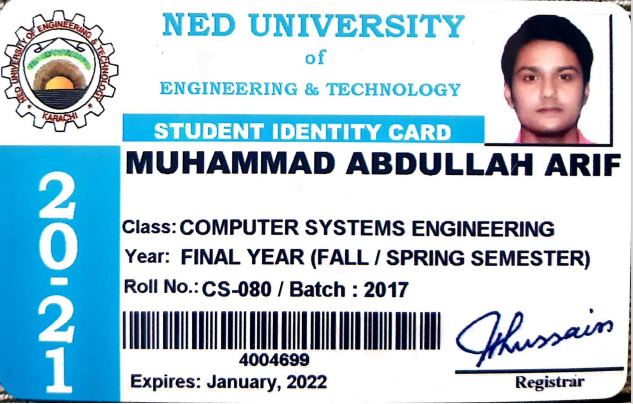 NED UNIVERSITY
of
ENGINEERING & TECHNOLOGY
NED UNIVERSITY OF ENGINEERING & TECHNOLOGY
KARACHI
STUDENT IDENTITY CARD
MUHAMMAD ABDULLAH ARIF
20-21
Class: COMPUTER SYSTEMS ENGINEERING
Year: FINAL YEAR (FALL / SPRING SEMESTER)
Roll No.: CS-080 / Batch : 2017
4004699
Expires: January, 2022
Hussain
Registrar